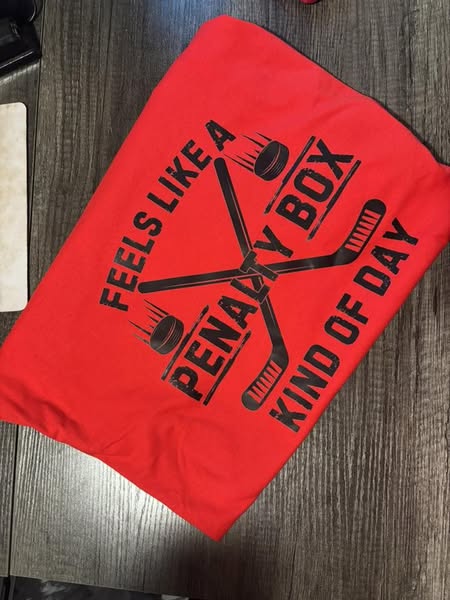 FEELS LIKE A
PENALTY BOX
KIND OF DAY